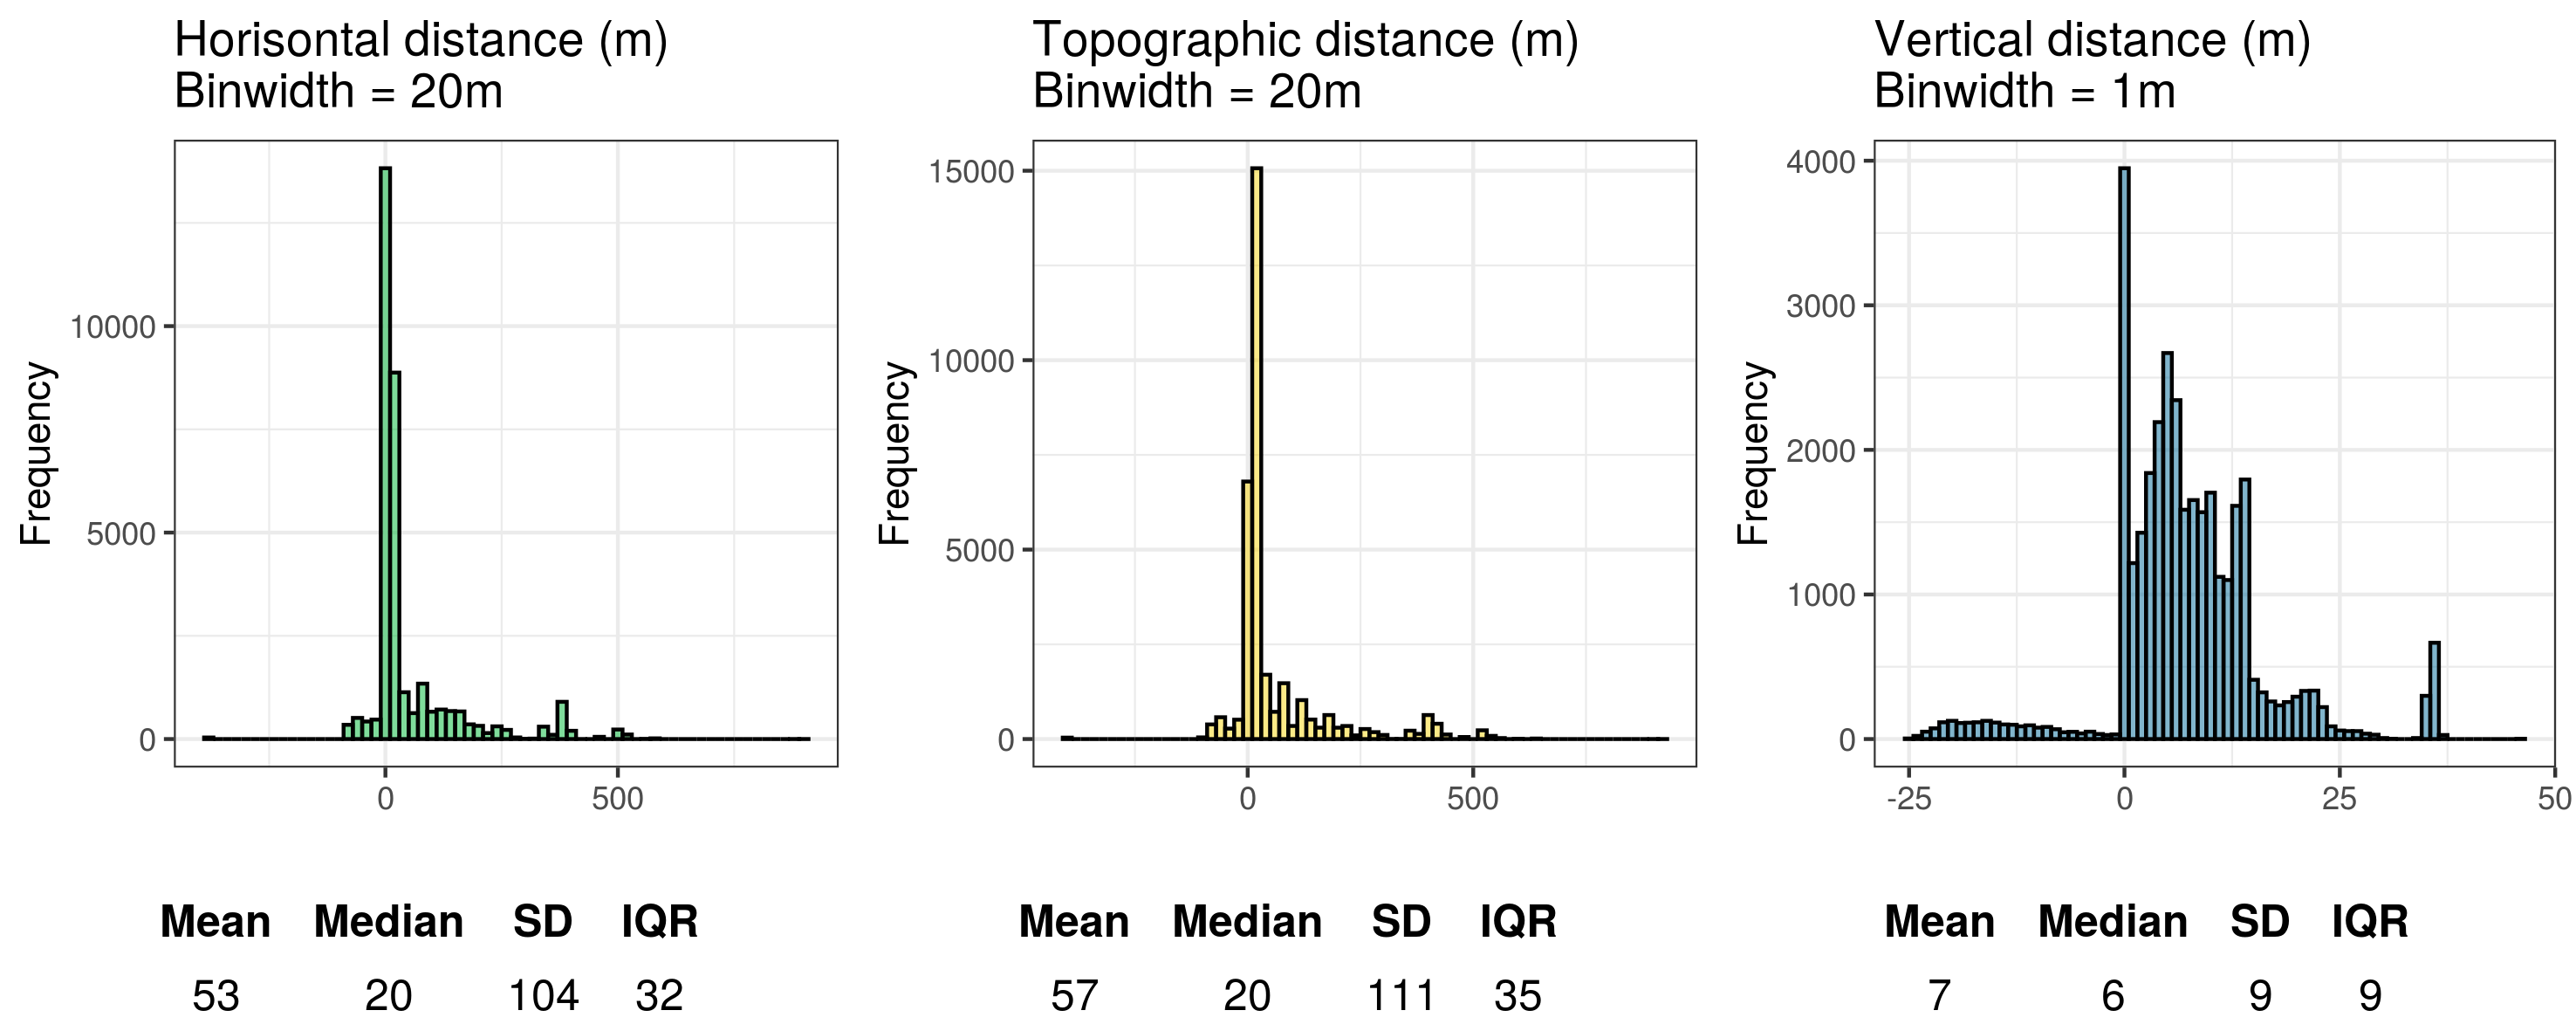 Horisontal distance (m)
Binwidth = 20m
Frequency
10000
5000
0
0 500
Mean Median SD IQR
53 20 104 32
Topographic distance (m)
Binwidth = 20m
Frequency
15000
10000
5000
0
0 500
Mean Median SD IQR
57 20 111 35
Vertical distance (m)
Binwidth = 1m
Frequency
4000
3000
2000
1000
0
-25 0 25 50
Mean Median SD IQR
7 6 9 9